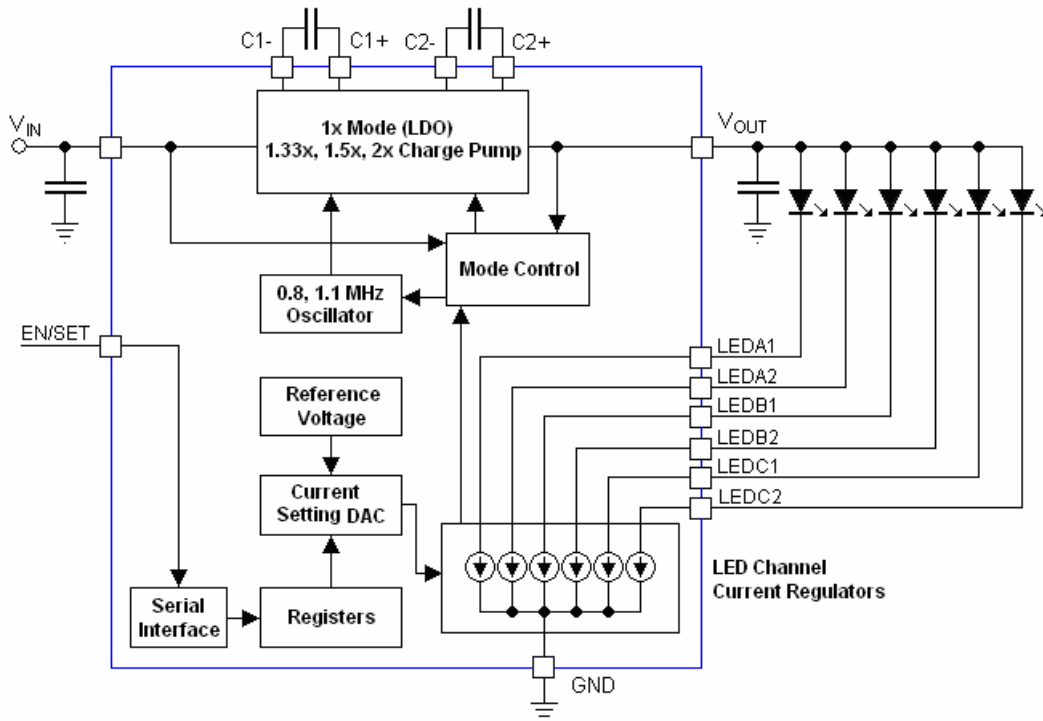 C1-
C1+
C2-
C2+
VIN
1x Mode (LDO)
1.33x, 1.5x, 2x Charge Pump
VOUT
Mode Control
0.8, 1.1 MHz
Oscillator
EN/SET
LEDA1
LEDA2
LEDB1
LEDB2
LEDC1
LEDC2
Reference
Voltage
Current
Setting DAC
LED Channel
Current Regulators
Serial
Interface
Registers
GND